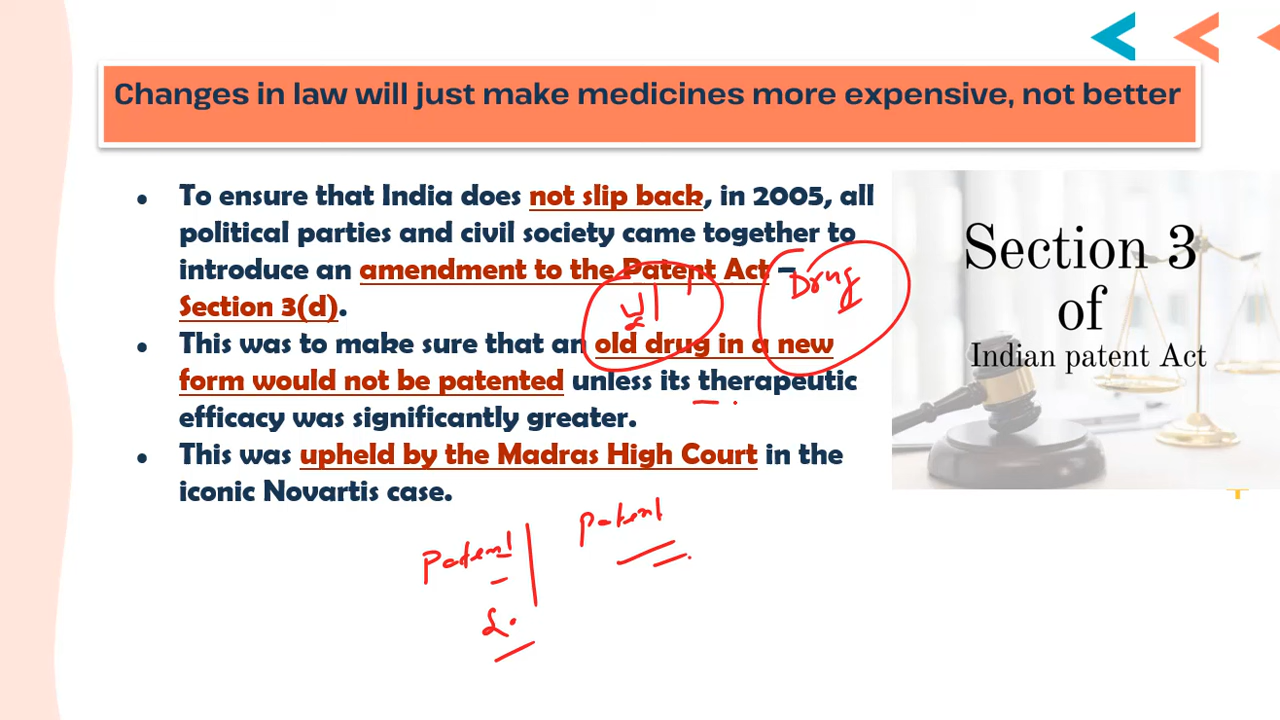 Changes in law will just make medicines more expensive, not better
• To ensure that India does not slip back, in 2005, all
political parties and civil society came together to
introduce an amendment to the Patent Act –
Section 3(d).
• This was to make sure that an old drug in a new
form would not be patented unless its therapeutic
efficacy was significantly greater.
• This was upheld by the Madras High Court in the
iconic Novartis case.
Section 3
of
Indian patent Act
Drug
Patent
Patent